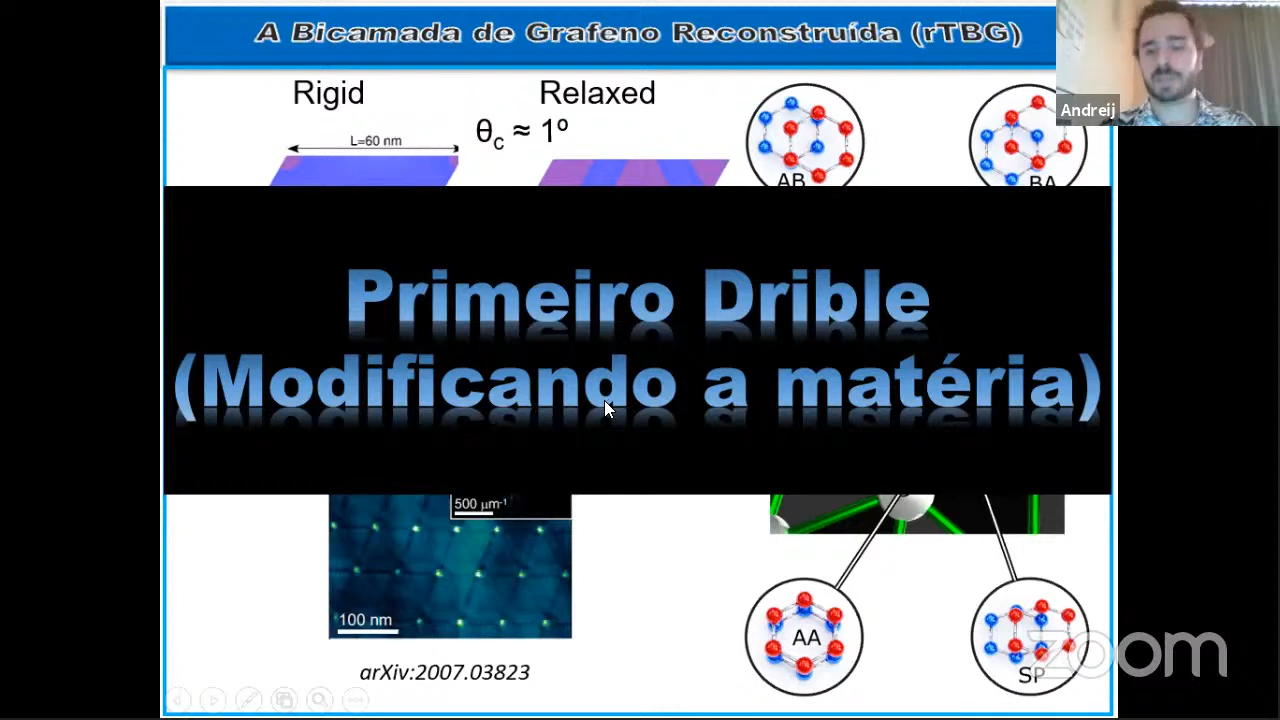 A Bicamada de Grafeno Reconstruída (rTBG)
Andreij
Rigid
Relaxed
θc ≈ 1º
L=60 nm
AB
BA
Primeiro Drible
(Modificando a matéria)
500 µm-1
100 nm
AA
SP
zoom
arXiv:2007.03823